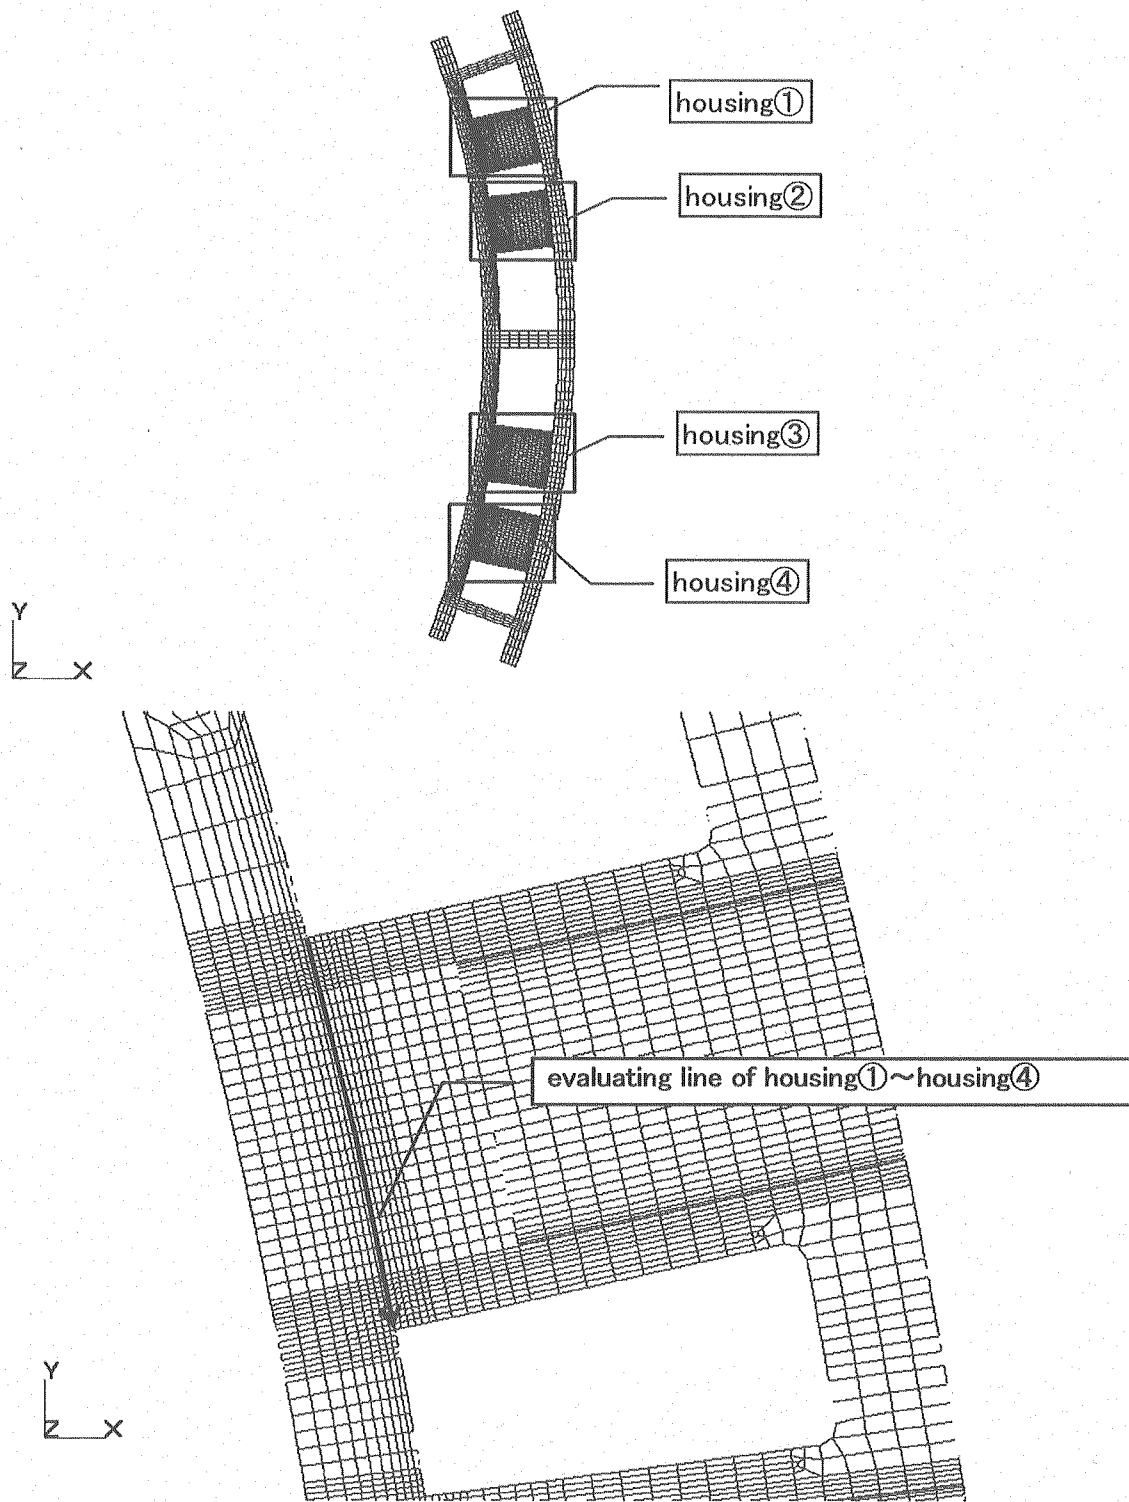 housing①
housing②
housing③
housing④
Y
Z X
evaluating line of housing①～housing④
Y
Z X